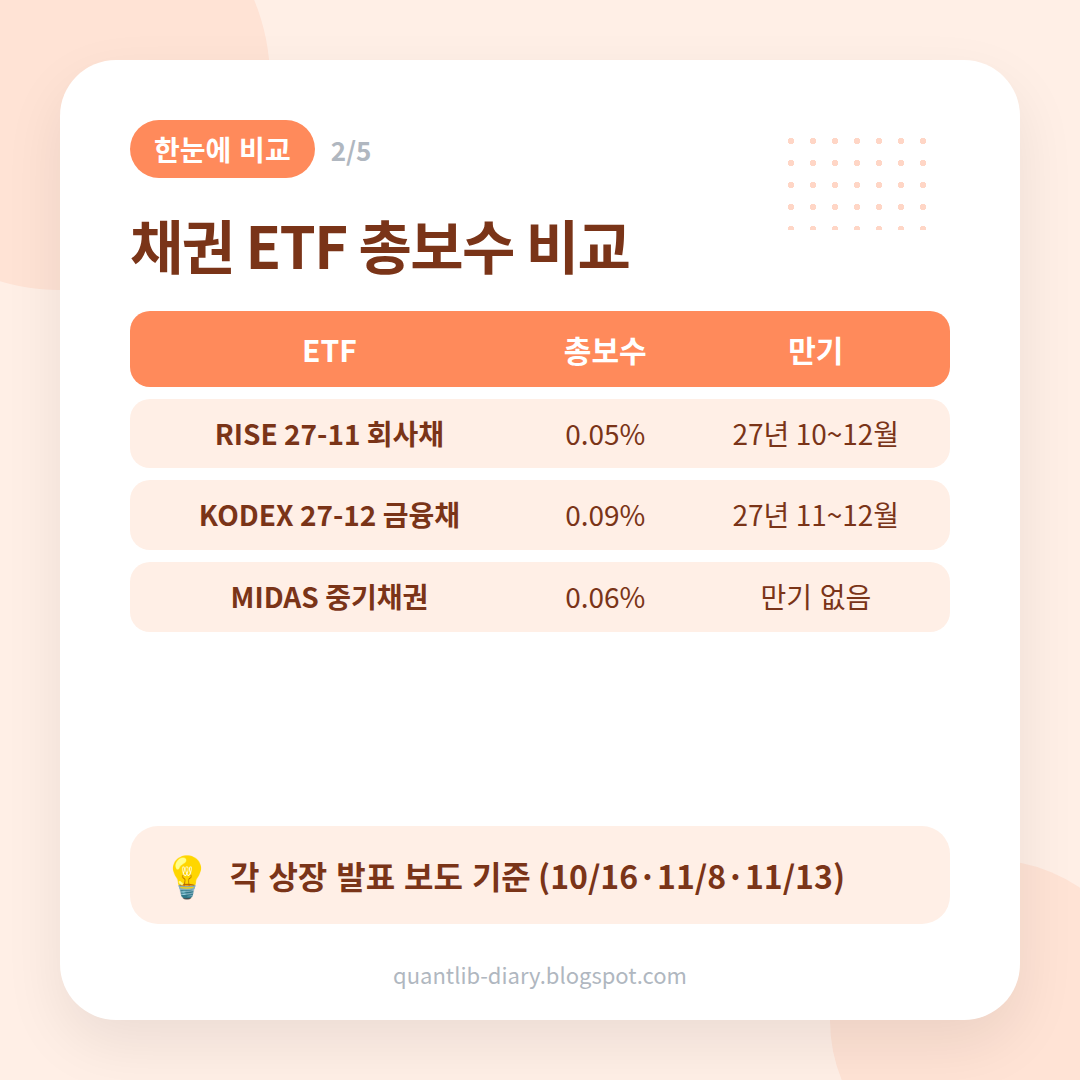 한눈에 비교 2/5
채권 ETF 총보수 비교
ETF 총보수 만기
RISE 27-11 회사채 0.05% 27년 10~12월
KODEX 27-12 금융채 0.09% 27년 11~12월
MIDAS 중기채권 0.06% 만기 없음
💡 각 상장 발표 보도 기준 (10/16·11/8·11/13)
quantlib-diary.blogspot.com